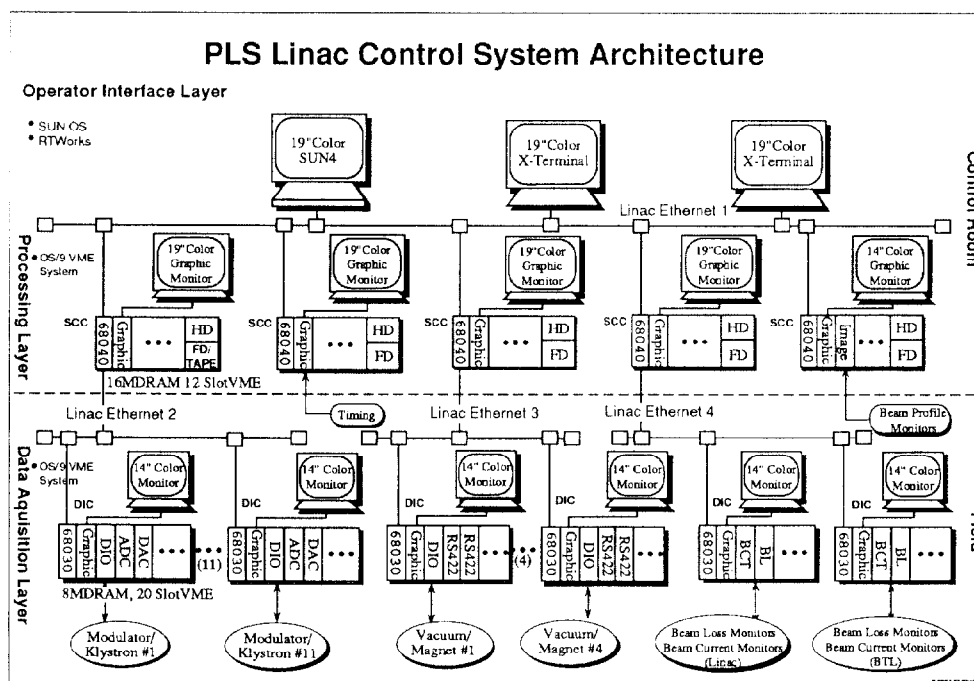 PLS Linac Control System Architecture
Operator Interface Layer
• SUN OS
• RTWorks
19"Color
SUN4
19"Color
X-Terminal
19"Color
X-Terminal
Control Room
Linac Ethernet 1
Processing Layer
• OS/9 VME
System
19"Color
Graphic
Monitor
19"Color
Graphic
Monitor
19"Color
Graphic
Monitor
19"Color
Graphic
Monitor
14"Color
Graphic
Monitor
SCC
68040
Graphic
•••
HD
FD/
TAPE
SCC
68040
Graphic
•••
HD
FD
SCC
68040
•••
HD
FD
SCC
68040
Graphic
•••
HD
FD
SCC
68040
Graphic
Image
•••
HD
FD
16MDRAM 12 SlotVME
Timing
Beam Profile
Monitors
Linac Ethernet 2
Linac Ethernet 3
Linac Ethernet 4
Data Aquisition Layer
• OS/9 VME
System
14" Color
Monitor
14" Color
Monitor
14" Color
Monitor
14" Color
Monitor
14" Color
Monitor
14" Color
Monitor
DIC
68030
Graphic
DIO
ADC
DAC
•••
•••
(11)
DIC
68030
Graphic
DIO
ADC
DAC
•••
DIC
68030
Graphic
DIO
RS422
RS422
•••
•••
(4)
DIC
68030
Graphic
DIO
RS422
RS422
•••
DIC
68030
Graphic
BCT
BL
•••
DIC
68030
Graphic
BCT
BL
•••
8MDRAM, 20 SlotVME
Modulator/
Klystron #1
Modulator/
Klystron #11
Vacuum/
Magnet #1
Vacuum/
Magnet #4
Beam Loss Monitors
Beam Current Monitors
(Linac)
Beam Loss Monitors
Beam Current Monitors
(BTL)